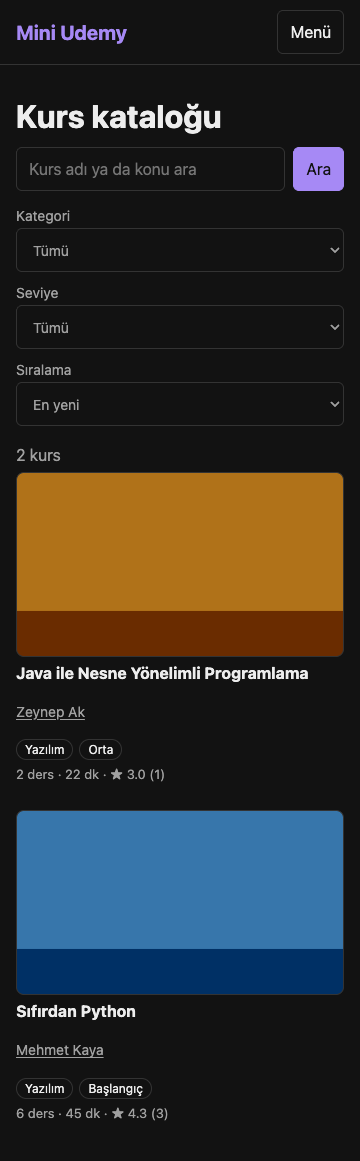 Mini Udemy
Menü
Kurs kataloğu
Kurs adı ya da konu ara
Ara
Kategori
Tümü
Seviye
Tümü
Sıralama
En yeni
2 kurs
Java ile Nesne Yönelimli Programlama
Zeynep Ak
Yazılım
Orta
2 ders · 22 dk · ★ 3.0 (1)
Sıfırdan Python
Mehmet Kaya
Yazılım
Başlangıç
6 ders · 45 dk · ★ 4.3 (3)